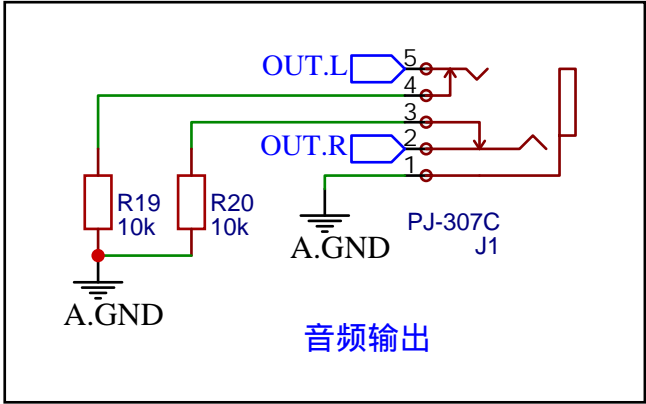 OUT.L
5
4
3
OUT.R
2
1
R19
10k
R20
10k
A.GND
PJ-307C
J1
A.GND
音频输出